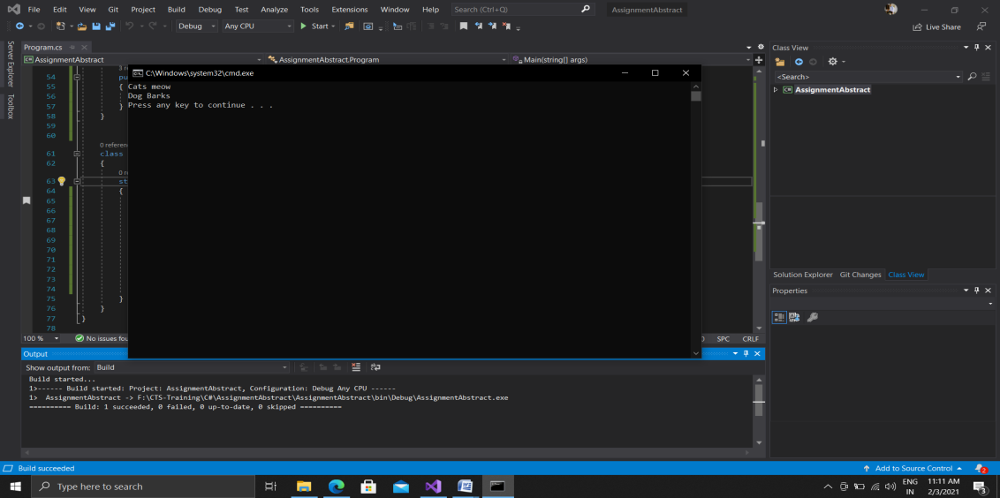 File Edit View Git Project Build Debug Test Analyze Tools Extensions Window Help Search (Ctrl+Q) AssignmentAbstract
Debug Any CPU Start Live Share
Server Explorer
Toolbox
Program.cs
AssignmentAbstract AssignmentAbstract.Program Main(string[] args)
C:\Windows\system32\cmd.exe
Cats meow
Dog Barks
Press any key to continue . . .
54 pu
55 {
56
57 }
58 }
59
60
0 referen
61 class
62 {
63 st
64 {
65
66
67
68
69
70
71
72
73
74
75 }
76 }
77 }
78
100 % No issues fou SPC CRLF
Class View
<Search>
AssignmentAbstract
Solution Explorer Git Changes Class View
Properties
Output
Show output from: Build
Build started...
1>------ Build started: Project: AssignmentAbstract, Configuration: Debug Any CPU ------
1> AssignmentAbstract -> F:\CTS-Training\C#\AssignmentAbstract\AssignmentAbstract\bin\Debug\AssignmentAbstract.exe
========== Build: 1 succeeded, 0 failed, 0 up-to-date, 0 skipped ==========
Build succeeded Add to Source Control 2
Type here to search
ENG
IN
11:11 AM
2/3/2021
3